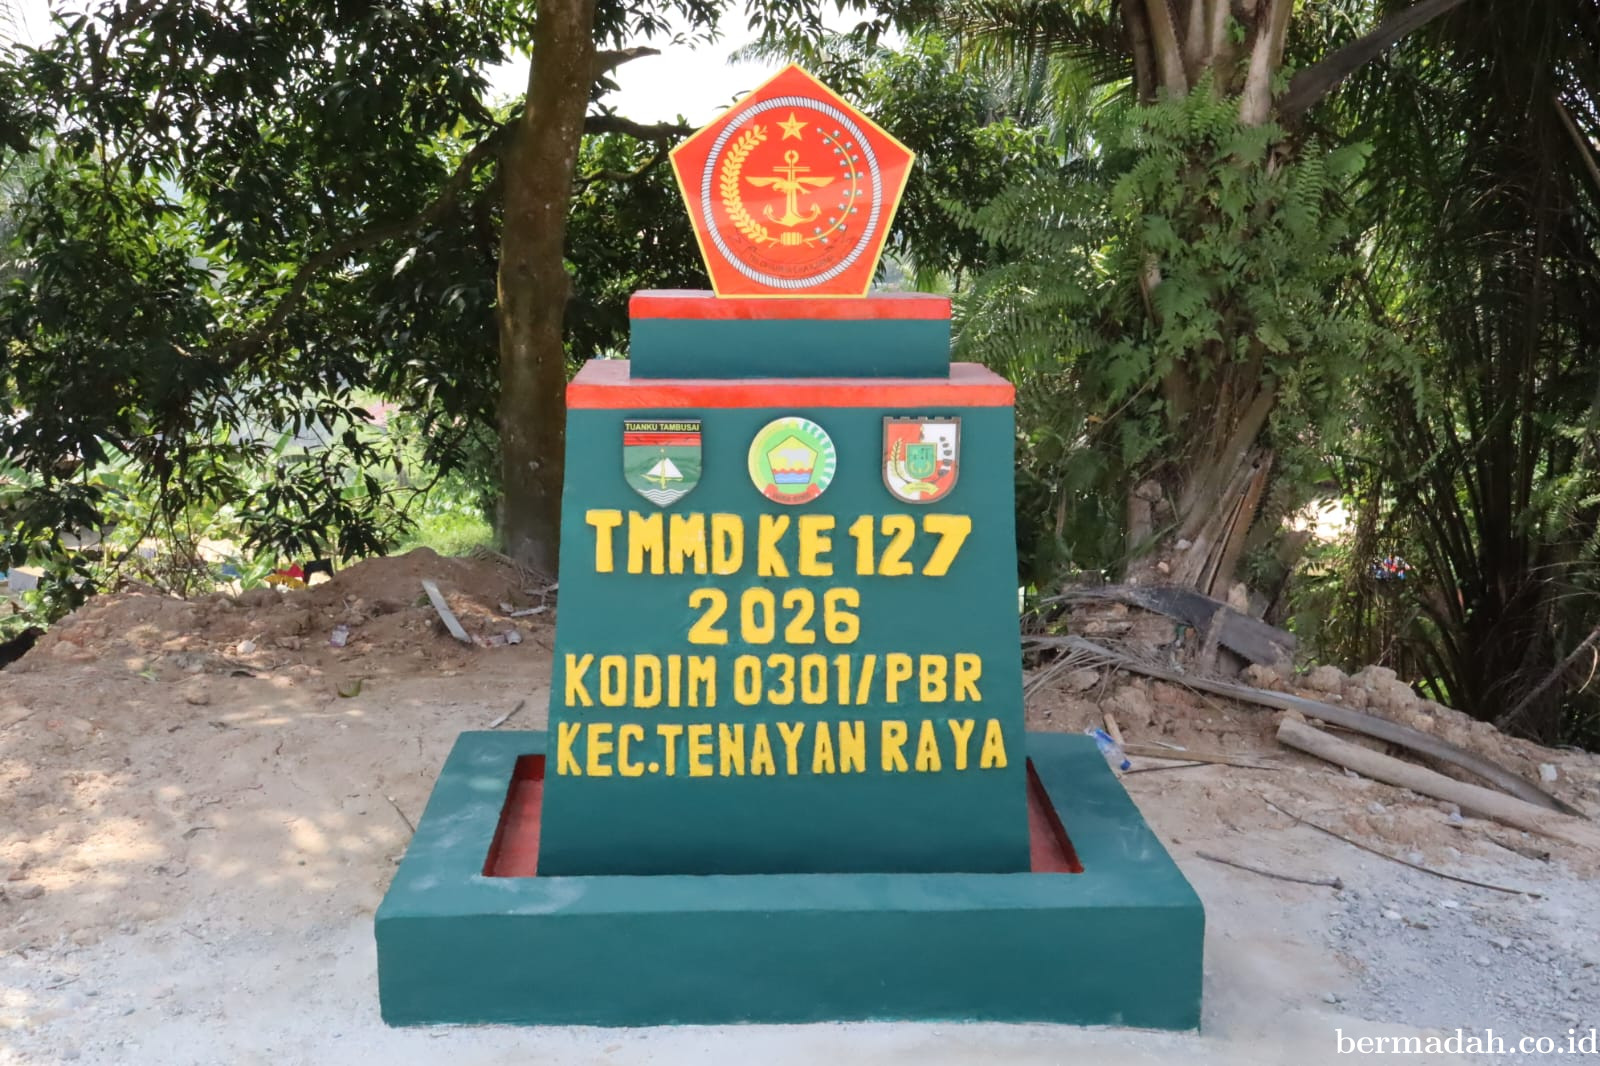 TUANKU TAMBUSAI
TMMD KE 127
2026
KODIM 0301/PBR
KEC.TENAYAN RAYA
bermadah.co.id